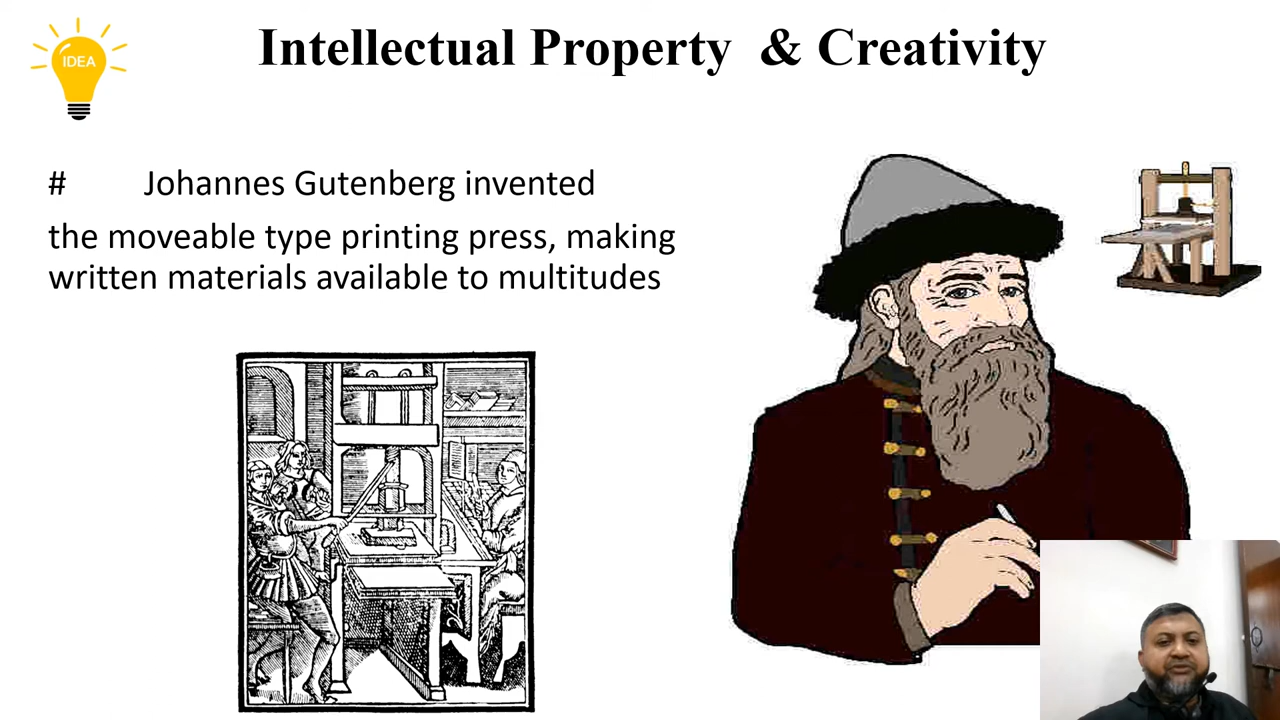 IDEA
Intellectual Property & Creativity
# Johannes Gutenberg invented
the moveable type printing press, making
written materials available to multitudes